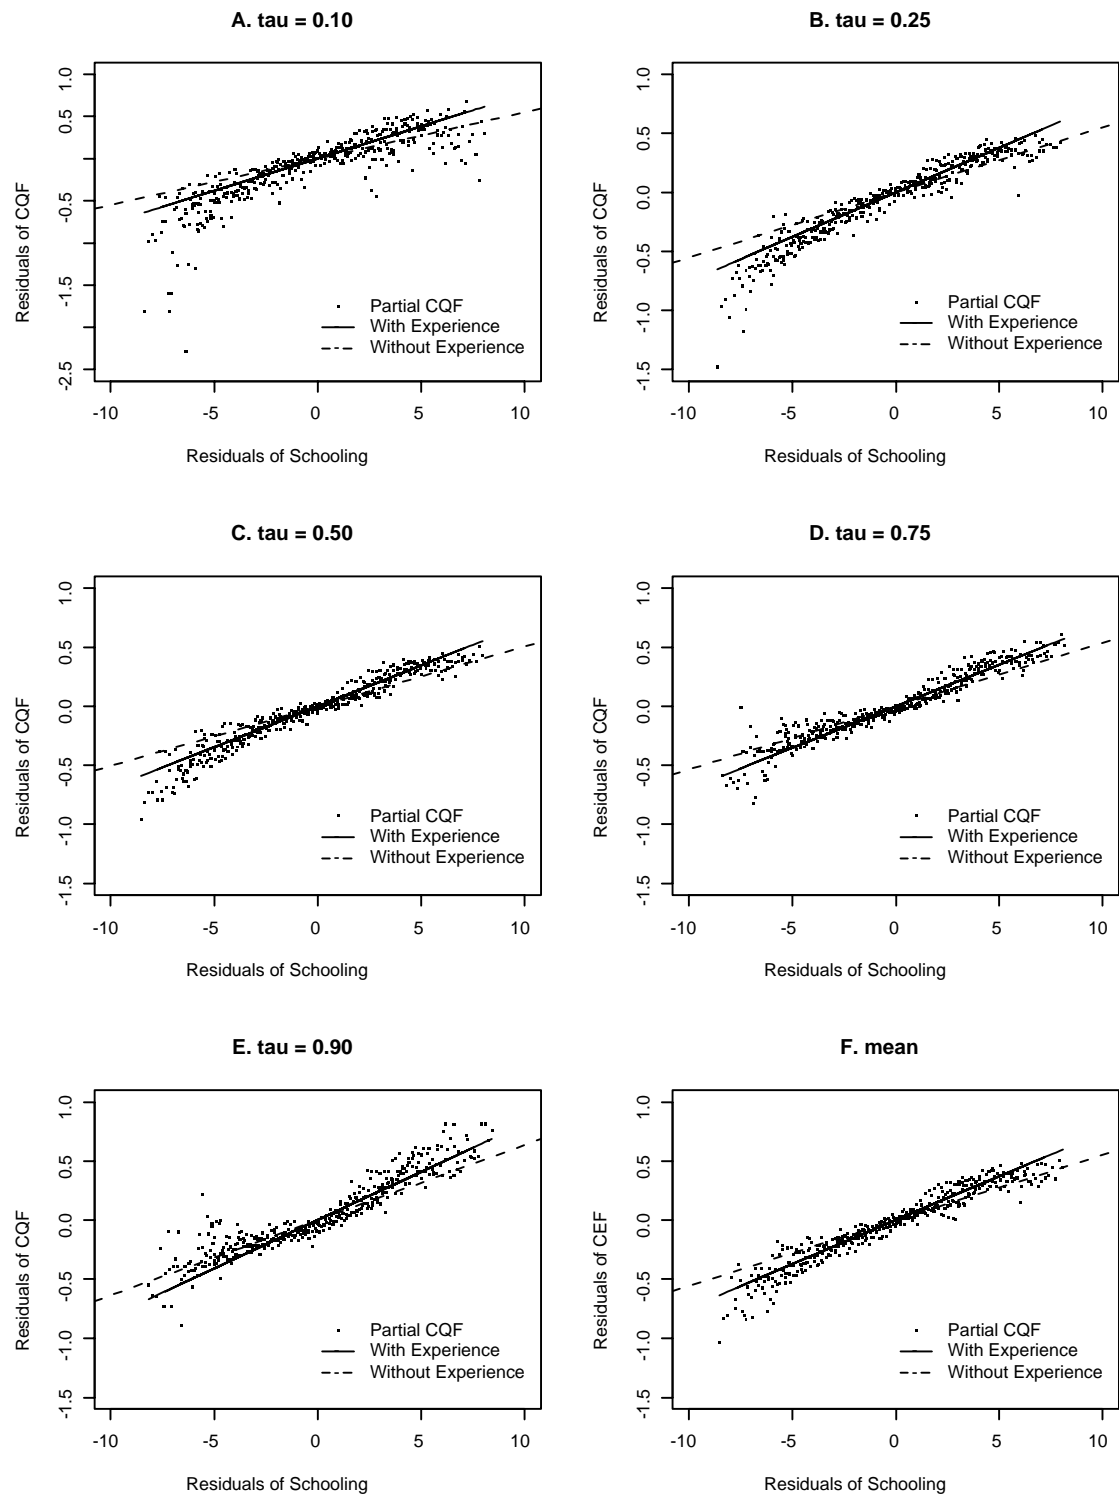 A. tau = 0.10
Residuals of CQF
1.0
0.5
-0.5
-1.5
-2.5
Partial CQF
With Experience
Without Experience
-10 -5 0 5 10
Residuals of Schooling
B. tau = 0.25
Residuals of CQF
1.0
0.5
0.0
-0.5
-1.0
-1.5
Partial CQF
With Experience
Without Experience
-10 -5 0 5 10
Residuals of Schooling
C. tau = 0.50
Residuals of CQF
1.0
0.5
0.0
-0.5
-1.0
-1.5
Partial CQF
With Experience
Without Experience
-10 -5 0 5 10
Residuals of Schooling
D. tau = 0.75
Residuals of CQF
1.0
0.5
0.0
-0.5
-1.0
-1.5
Partial CQF
With Experience
Without Experience
-10 -5 0 5 10
Residuals of Schooling
E. tau = 0.90
Residuals of CQF
1.0
0.5
0.0
-0.5
-1.0
-1.5
Partial CQF
With Experience
Without Experience
-10 -5 0 5 10
Residuals of Schooling
F. mean
Residuals of CEF
1.0
0.5
0.0
-0.5
-1.0
-1.5
Partial CQF
With Experience
Without Experience
-10 -5 0 5 10
Residuals of Schooling